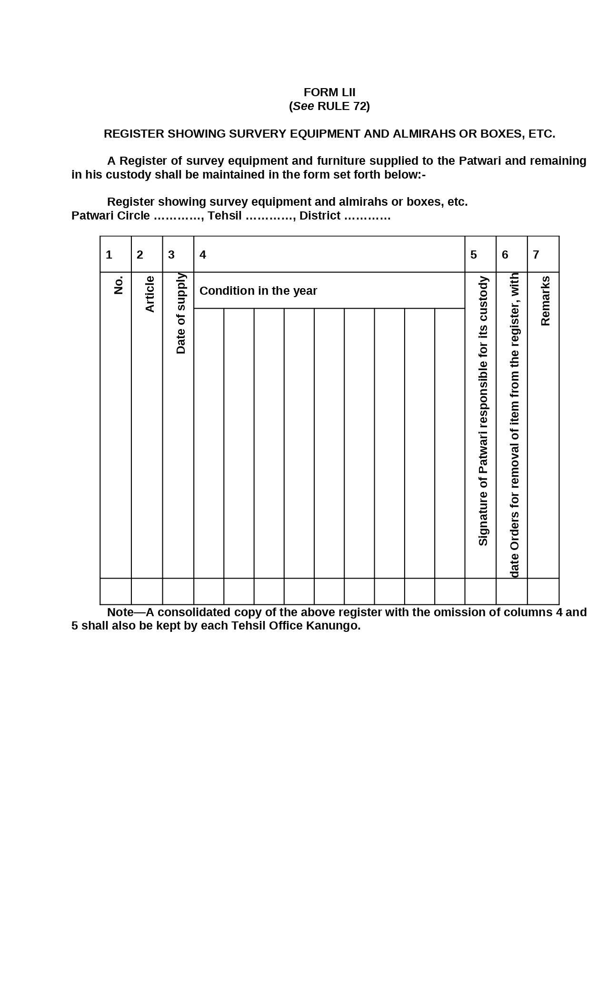 FORM LII
(See RULE 72)
REGISTER SHOWING SURVERY EQUIPMENT AND ALMIRAHS OR BOXES, ETC.
A Register of survey equipment and furniture supplied to the Patwari and remaining
in his custody shall be maintained in the form set forth below:-
Register showing survey equipment and almirahs or boxes, etc.
Patwari Circle …………, Tehsil …………, District …………
1 2 3 4 5 6 7
No.
Article
Date of supply
Condition in the year
Signature of Patwari responsible for its custody
date Orders for removal of item from the register, with
Remarks
Note—A consolidated copy of the above register with the omission of columns 4 and
5 shall also be kept by each Tehsil Office Kanungo.